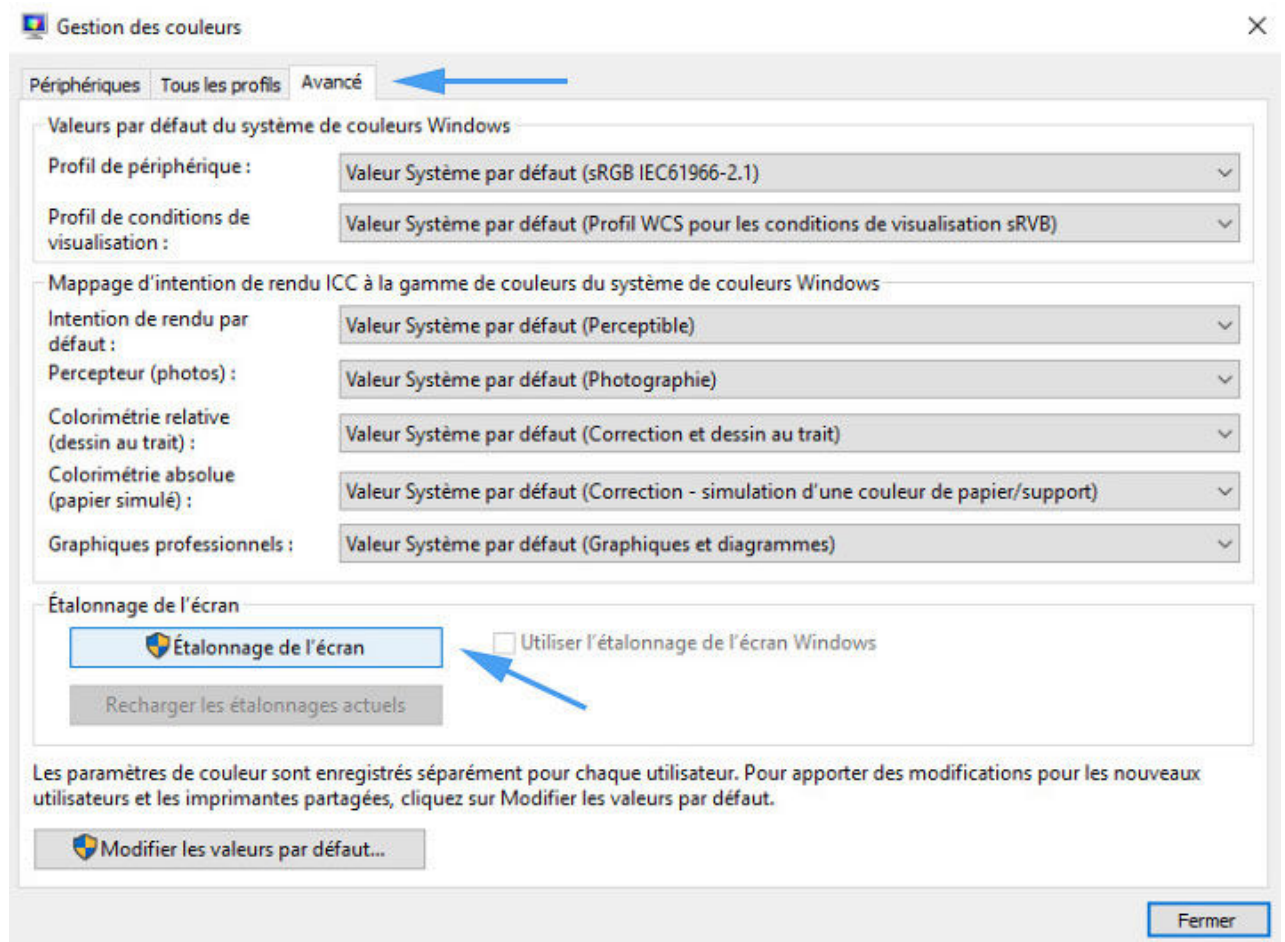 Gestion des couleurs
Périphériques Tous les profils Avancé
Valeurs par défaut du système de couleurs Windows
Profil de périphérique :
Valeur Système par défaut (sRGB IEC61966-2.1)
Profil de conditions de
visualisation :
Valeur Système par défaut (Profil WCS pour les conditions de visualisation sRVB)
Mappage d'intention de rendu ICC à la gamme de couleurs du système de couleurs Windows
Intention de rendu par
défaut :
Valeur Système par défaut (Perceptible)
Percepteur (photos) :
Valeur Système par défaut (Photographie)
Colorimétrie relative
(dessin au trait) :
Valeur Système par défaut (Correction et dessin au trait)
Colorimétrie absolue
(papier simulé) :
Valeur Système par défaut (Correction - simulation d'une couleur de papier/support)
Graphiques professionnels :
Valeur Système par défaut (Graphiques et diagrammes)
Étalonnage de l'écran
Étalonnage de l'écran
Utiliser l'étalonnage de l'écran Windows
Recharger les étalonnages actuels
Les paramètres de couleur sont enregistrés séparément pour chaque utilisateur. Pour apporter des modifications pour les nouveaux
utilisateurs et les imprimantes partagées, cliquez sur Modifier les valeurs par défaut.
Modifier les valeurs par défaut...
Fermer